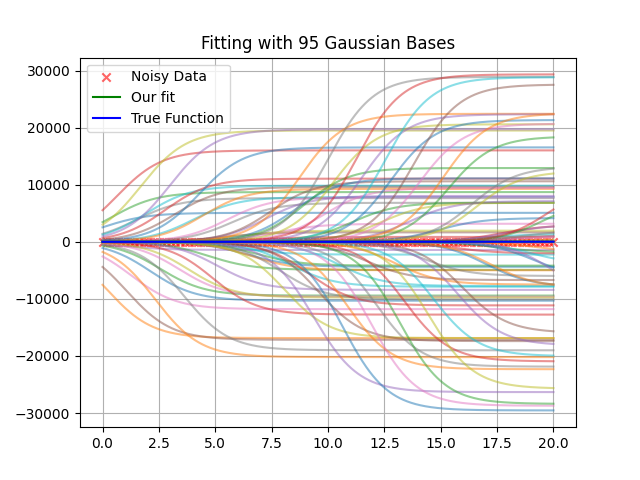 Fitting with 95 Gaussian Bases
Noisy Data
Our fit
True Function
30000
20000
10000
0
−10000
−20000
−30000
0.0 2.5 5.0 7.5 10.0 12.5 15.0 17.5 20.0